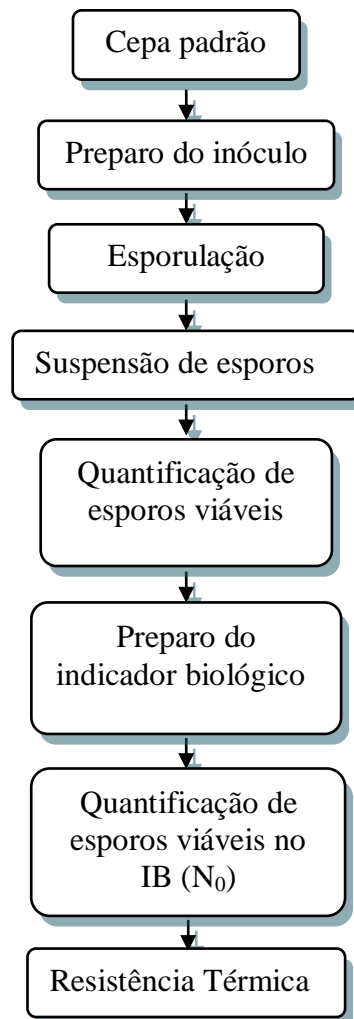 Cepa padrão
Preparo do inóculo
Esporulação
Suspensão de esporos
Quantificação de
esporos viáveis
Preparo do
indicador biológico
Quantificação de
esporos viáveis no
IB (N₀)
Resistência Térmica